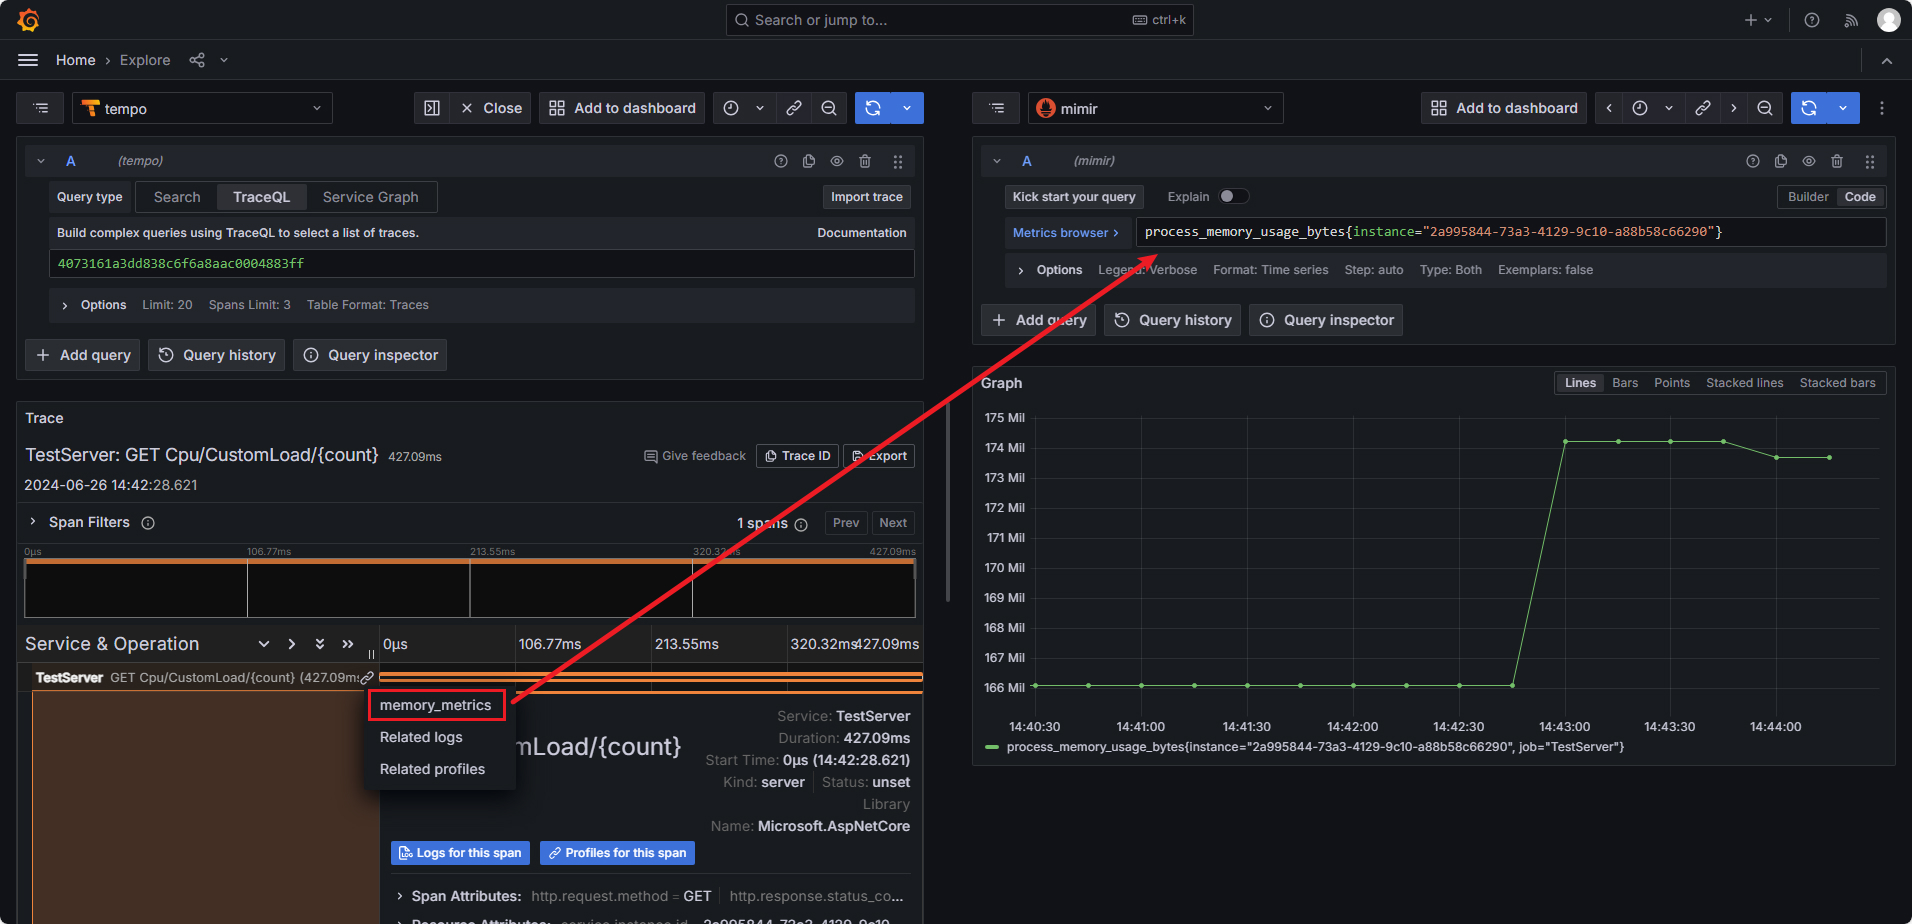 Search or jump to...
ctrl+k
Home › Explore
tempo
Close
Add to dashboard
A
(tempo)
Query type
Search
TraceQL
Service Graph
Import trace
Build complex queries using TraceQL to select a list of traces.
Documentation
4073161a3dd838c6f6a8aac0004883ff
Options Limit: 20 Spans Limit: 3 Table Format: Traces
Add query
Query history
Query inspector
Trace
TestServer: GET Cpu/CustomLoad/{count} 427.09ms
Give feedback
Trace ID
Export
2024-06-26 14:42:28.621
Span Filters
1 spans
Prev
Next
0μs 106.77ms 213.55ms 320.32ms 427.09ms
Service & Operation
0μs 106.77ms 213.55ms 320.32ms 427.09ms
TestServer GET Cpu/CustomLoad/{count} (427.09ms
memory_metrics
Related logs
Related profiles
mLoad/{count}
Service: TestServer
Duration: 427.09ms
Start Time: 0μs (14:42:28.621)
Kind: server Status: unset
Library
Name: Microsoft.AspNetCore
Logs for this span
Profiles for this span
Span Attributes: http.request.method = GET http.response.status_co...
Resource Attributes: service.instance.id 2a995844-73a3-4129-9c10-
mimir
Add to dashboard
A
(mimir)
Kick start your query
Explain
Builder
Code
Metrics browser ›
process_memory_usage_bytes{instance="2a995844-73a3-4129-9c10-a88b58c66290"}
Options Legend: Verbose Format: Time series Step: auto Type: Both Exemplars: false
Add query
Query history
Query inspector
Graph
Lines Bars Points Stacked lines Stacked bars
175 Mil
174 Mil
173 Mil
172 Mil
171 Mil
170 Mil
169 Mil
168 Mil
167 Mil
166 Mil
14:40:30 14:41:00 14:41:30 14:42:00 14:42:30 14:43:00 14:43:30 14:44:00
process_memory_usage_bytes{instance="2a995844-73a3-4129-9c10-a88b58c66290", job="TestServer"}